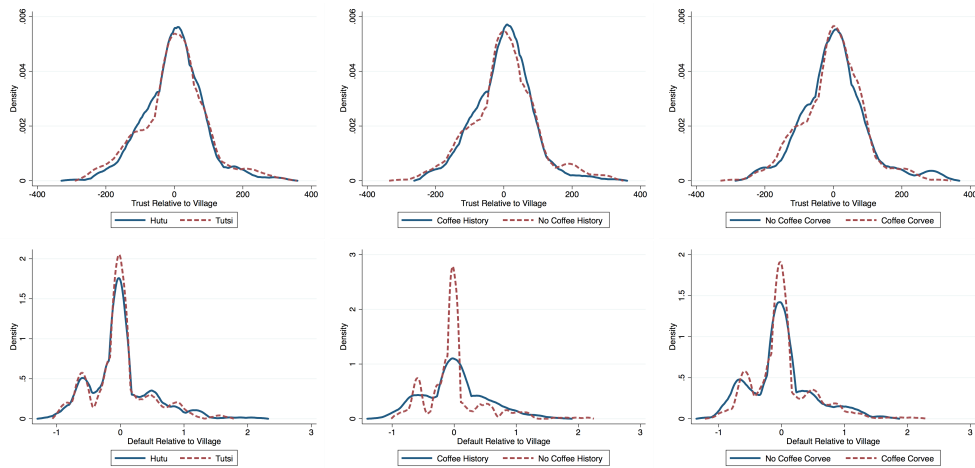 .006
.004
.002
0
Density
-400 -200 0 200 400
Trust Relative to Village
Hutu Tutsi
.006
.004
.002
0
Density
-400 -200 0 200 400
Trust Relative to Village
Coffee History No Coffee History
.006
.004
.002
0
Density
-400 -200 0 200 400
Trust Relative to Village
No Coffee Corvee Coffee Corvee
2
1.5
1
.5
0
Density
-1 0 1 2 3
Default Relative to Village
Hutu Tutsi
3
2
1
0
Density
-1 0 1 2 3
Default Relative to Village
Coffee History No Coffee History
2
1.5
1
.5
0
Density
-1 0 1 2 3
Default Relative to Village
No Coffee Corvee Coffee Corvee